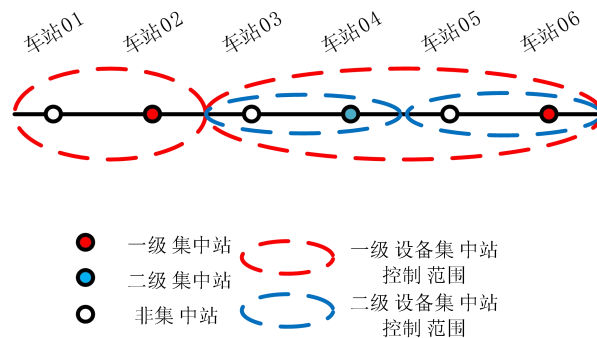 车站01
车站02
车站03
车站04
车站05
车站06
一级 集中站
二级 集中站
非集 中站
一级 设备集 中站
控制 范围
二级 设备集 中站
控制 范围